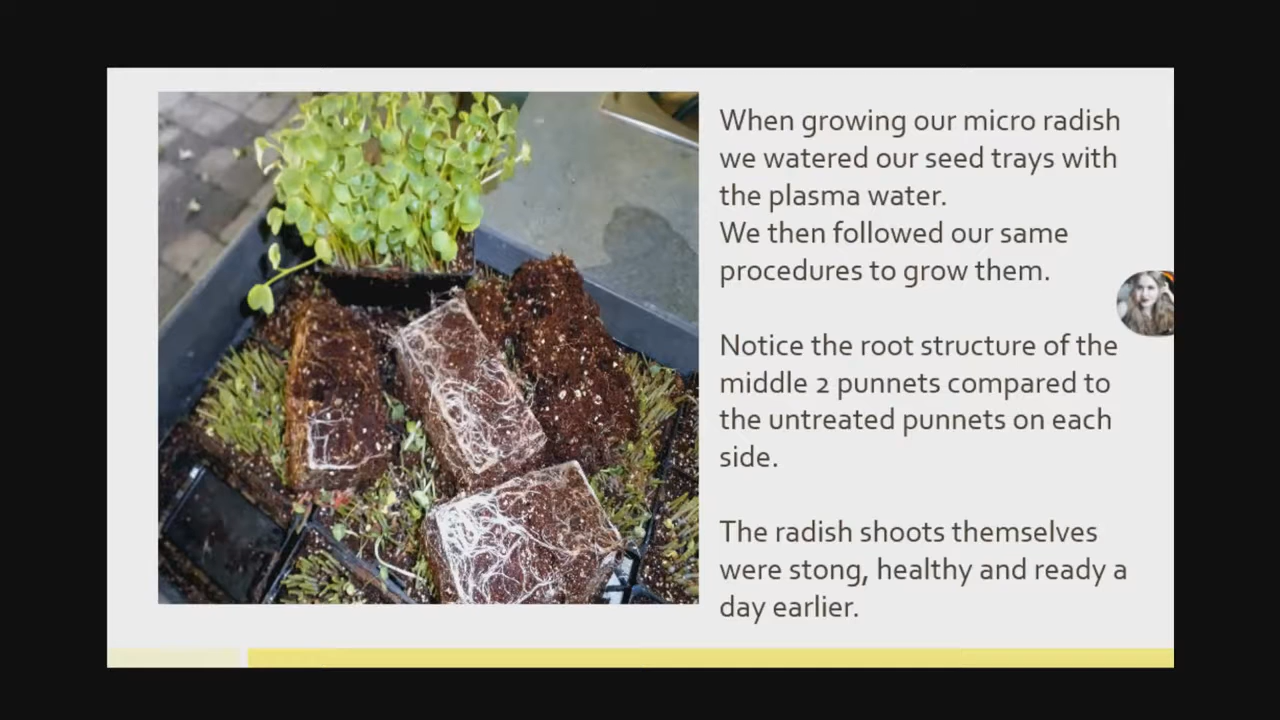 When growing our micro radish
we watered our seed trays with
the plasma water.
We then followed our same
procedures to grow them.
Notice the root structure of the
middle 2 punnets compared to
the untreated punnets on each
side.
The radish shoots themselves
were stong, healthy and ready a
day earlier.